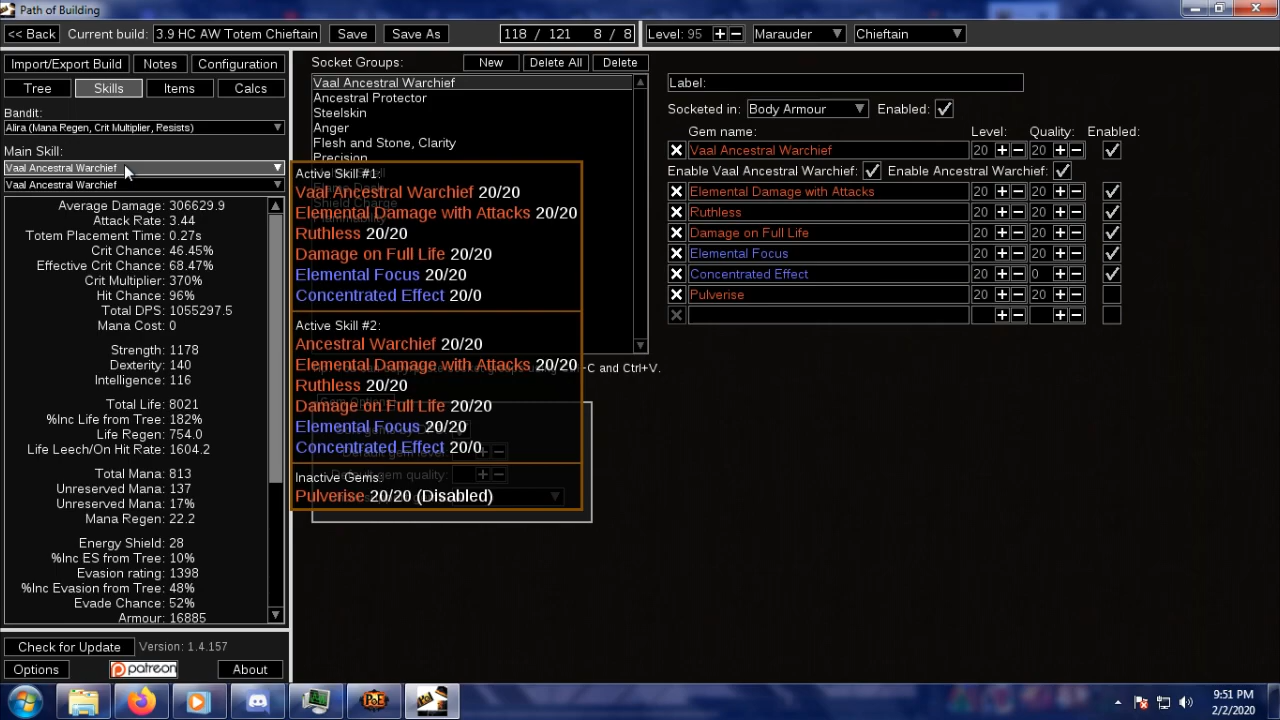 Path of Building
<< Back Current build: 3.9 HC AW Totem Chieftain Save Save As 118 / 121 8 / 8 Level: 95 + - Marauder Chieftain
Import/Export Build Notes Configuration
Tree Skills Items Calcs
Bandit:
Alira (Mana Regen, Crit Multiplier, Resists)
Main Skill:
Vaal Ancestral Warchief
Vaal Ancestral Warchief
Average Damage: 306629.9
Attack Rate: 3.44
Totem Placement Time: 0.27s
Crit Chance: 46.45%
Effective Crit Chance: 68.47%
Crit Multiplier: 370%
Hit Chance: 96%
Total DPS: 1055297.5
Mana Cost: 0
Strength: 1178
Dexterity: 140
Intelligence: 116
Total Life: 8021
%Inc Life from Tree: 182%
Life Regen: 754.0
Life Leech/On Hit Rate: 1604.2
Total Mana: 813
Unreserved Mana: 137
Unreserved Mana: 17%
Mana Regen: 22.2
Energy Shield: 28
%Inc ES from Tree: 10%
Evasion rating: 1398
%Inc Evasion from Tree: 48%
Evade Chance: 52%
Armour: 16885
Check for Update Version: 1.4.157
Options patreon About
Socket Groups: New Delete All Delete
Vaal Ancestral Warchief
Ancestral Protector
Steelskin
Anger
Flesh and Stone, Clarity
Precision
Shield Charge
Active Skill #1:
Vaal Ancestral Warchief 20/20
Elemental Damage with Attacks 20/20
Ruthless 20/20
Damage on Full Life 20/20
Elemental Focus 20/20
Concentrated Effect 20/0
Active Skill #2:
Ancestral Warchief 20/20
Elemental Damage with Attacks 20/20
Ruthless 20/20
Damage on Full Life 20/20
Elemental Focus 20/20
Concentrated Effect 20/0
Inactive Gems:
Pulverise 20/20 (Disabled)
socket groups using
-C and Ctrl+V.
Gem Options
Default gem level:
Default gem quality:
Label:
Socketed in: Body Armour Enabled:
Gem name: Level: Quality: Enabled:
Vaal Ancestral Warchief 20 + - 20 + -
Enable Vaal Ancestral Warchief: Enable Ancestral Warchief:
Elemental Damage with Attacks 20 + - 20 + -
Ruthless 20 + - 20 + -
Damage on Full Life 20 + - 20 + -
Elemental Focus 20 + - 20 + -
Concentrated Effect 20 + - 0 + -
Pulverise 20 + - 20 + -
9:51 PM
2/2/2020